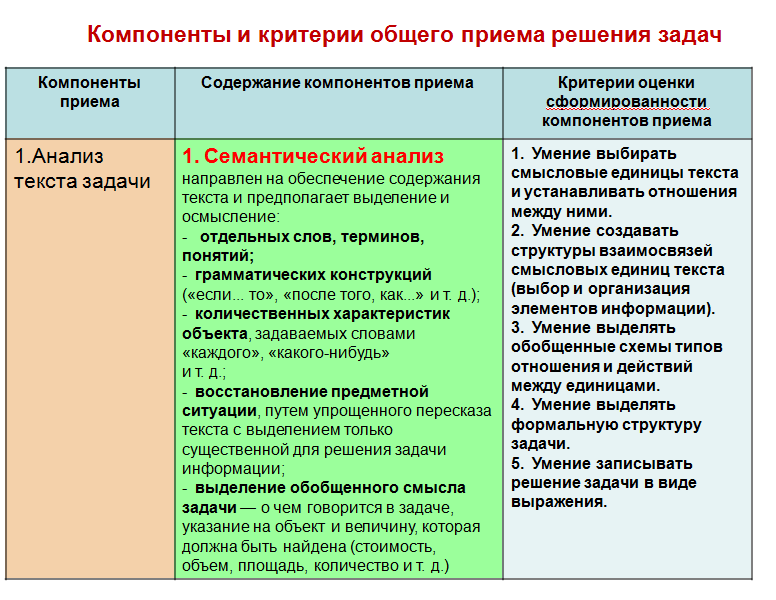 Компоненты и критерии общего приема решения задач
Компоненты
приема
Содержание компонентов приема
Критерии оценки
сформированности
компонентов приема
1.Анализ
текста задачи
1. Семантический анализ
направлен на обеспечение содержания
текста и предполагает выделение и
осмысление:
- отдельных слов, терминов,
понятий;
- грамматических конструкций
(«если... то», «после того, как...» и т. д.);
- количественных характеристик
объекта, задаваемых словами
«каждого», «какого-нибудь»
и т. д.;
- восстановление предметной
ситуации, путем упрощенного пересказа
текста с выделением только
существенной для решения задачи
информации;
- выделение обобщенного смысла
задачи — о чем говорится в задаче,
указание на объект и величину, которая
должна быть найдена (стоимость,
объем, площадь, количество и т. д.)
1. Умение выбирать
смысловые единицы текста
и устанавливать отношения
между ними.
2. Умение создавать
структуры взаимосвязей
смысловых единиц текста
(выбор и организация
элементов информации).
3. Умение выделять
обобщенные схемы типов
отношения и действий
между единицами.
4. Умение выделять
формальную структуру
задачи.
5. Умение записывать
решение задачи в виде
выражения.